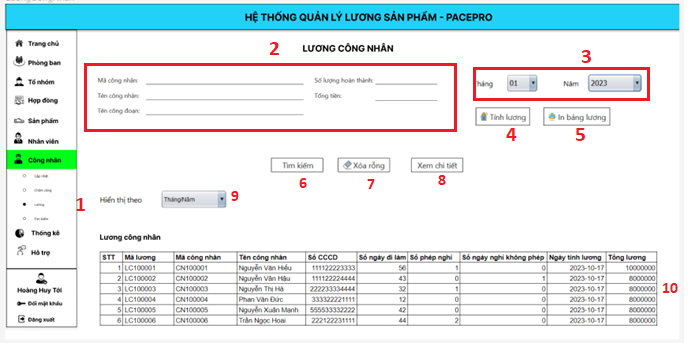 HỆ THỐNG QUẢN LÝ LƯƠNG SẢN PHẨM - PACEPRO
Trang chủ
Phòng ban
Tổ nhóm
Hợp đồng
Sản phẩm
Nhân viên
Công nhân
Cập nhật
Chấm công
Lương
Tìm kiếm
Thống kê
Hỗ trợ
Hoàng Huy Tới
Đổi mật khẩu
Đăng xuất
1
2
LƯƠNG CÔNG NHÂN
Mã công nhân: Số lượng hoàn thành:
Tên công nhân: Tổng tiền:
Tên công đoạn:
3
Tháng 01 Năm 2023
Tính lương In bảng lương
4 5
Tìm kiếm Xóa rỗng Xem chi tiết
6 7 8
Hiển thị theo Tháng/Năm 9
Lương công nhân
STT Mã lương Mã công nhân Tên công nhân Số CCCD Số ngày đi làm Số phép nghỉ Số ngày nghỉ không phép Ngày tính lương Tổng lương
1 LC100001 CN100001 Nguyễn Văn Hiếu 111122223333 56 1 0 2023-10-17 10000000
2 LC100002 CN100002 Nguyễn Văn Hậu 111122224444 43 0 1 2023-10-17 8000000
3 LC100003 CN100003 Nguyễn Thị Hà 222233334444 32 1 0 2023-10-17 8000000
4 LC100004 CN100004 Phan Văn Đức 333322221111 12 0 0 2023-10-17 8000000
5 LC100005 CN100005 Nguyễn Xuân Mạnh 555533332222 42 0 0 2023-10-17 8000000
6 LC100006 CN100006 Trần Ngọc Hoai 222122231111 44 2 0 2023-10-17 8000000
10